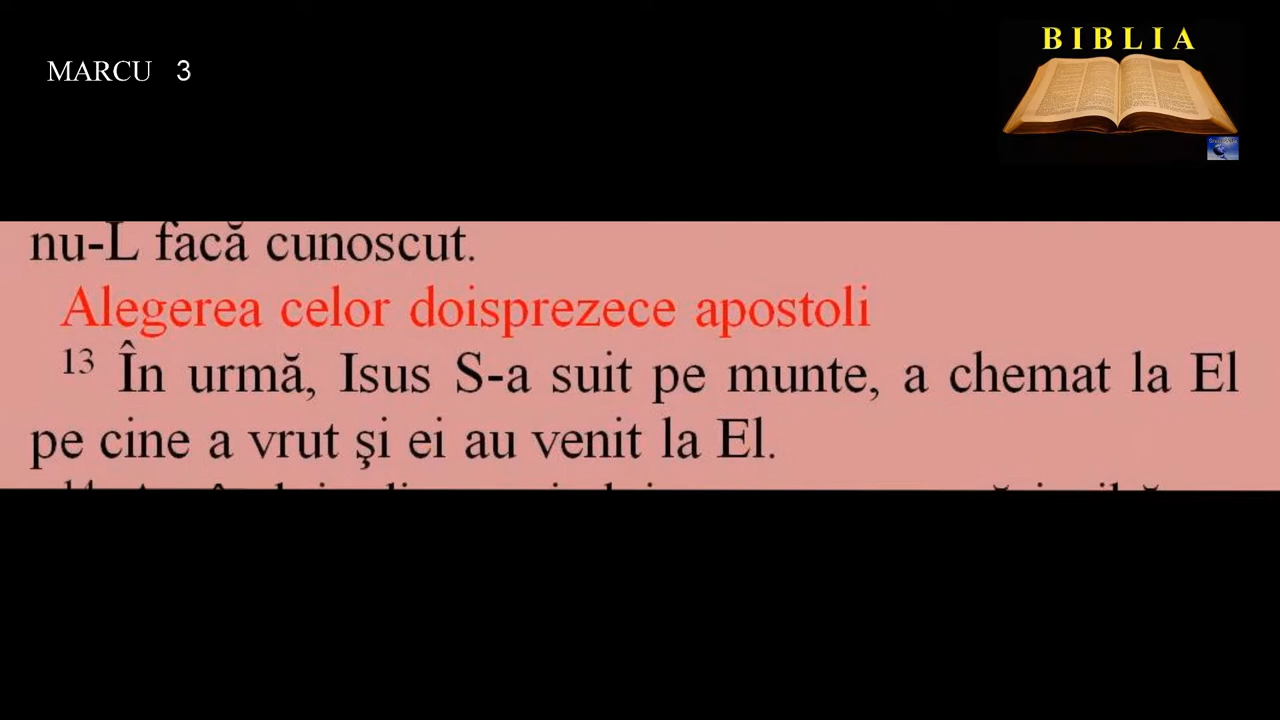 BIBLIA
MARCU 3
nu-L facă cunoscut.
Alegerea celor doisprezece apostoli
13 În urmă, Isus S-a suit pe munte, a chemat la El
pe cine a vrut şi ei au venit la El.